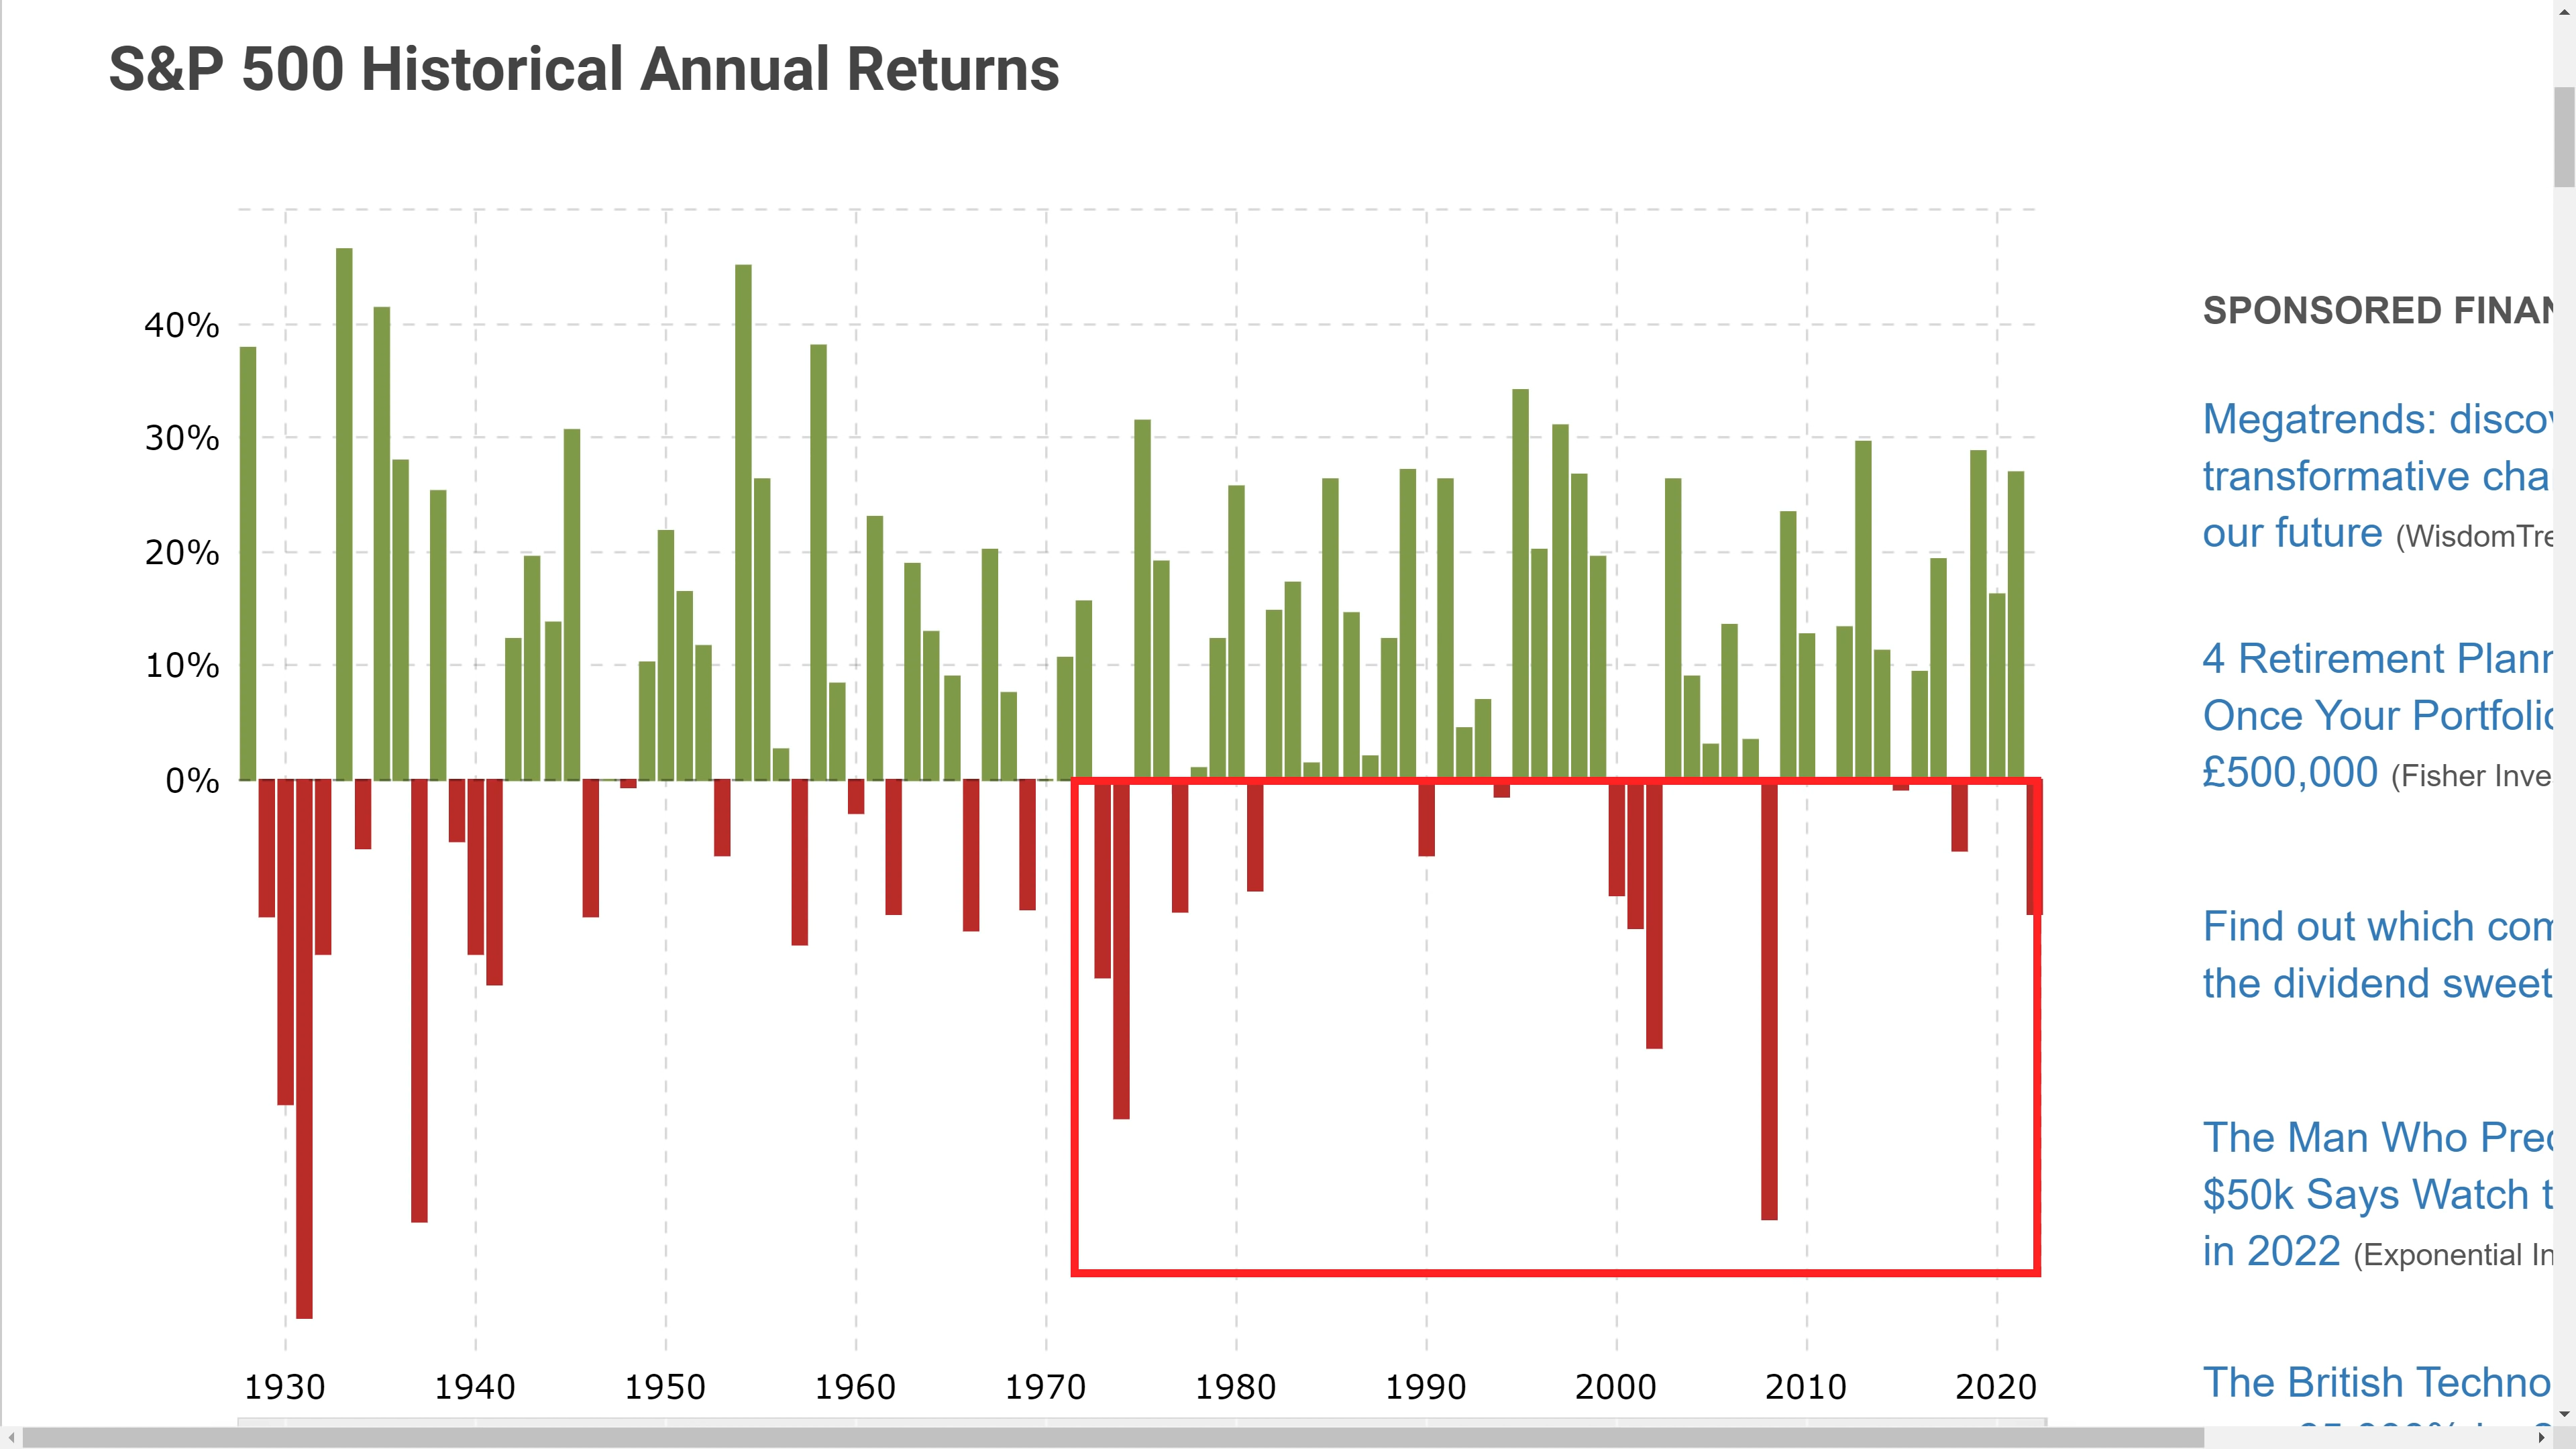 S&P 500 Historical Annual Returns
40%
30%
20%
10%
0%
1930 1940 1950 1960 1970 1980 1990 2000 2010 2020
SPONSORED FINAN
Megatrends: discov
transformative cha
our future (WisdomTre
4 Retirement Plann
Once Your Portfolio
£500,000 (Fisher Inve
Find out which com
the dividend sweet
The Man Who Pred
$50k Says Watch t
in 2022 (Exponential In
The British Techno